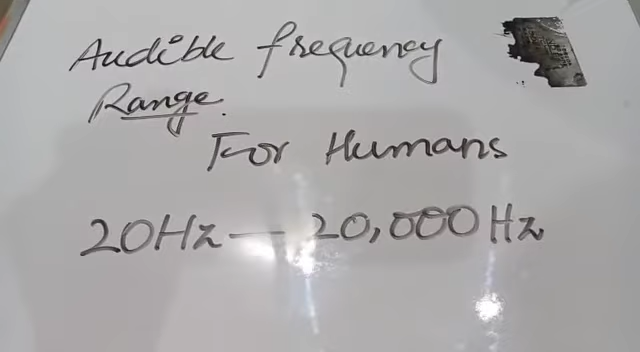 Audible frequency
Range.
For Humans
20Hz — 20,000 Hz